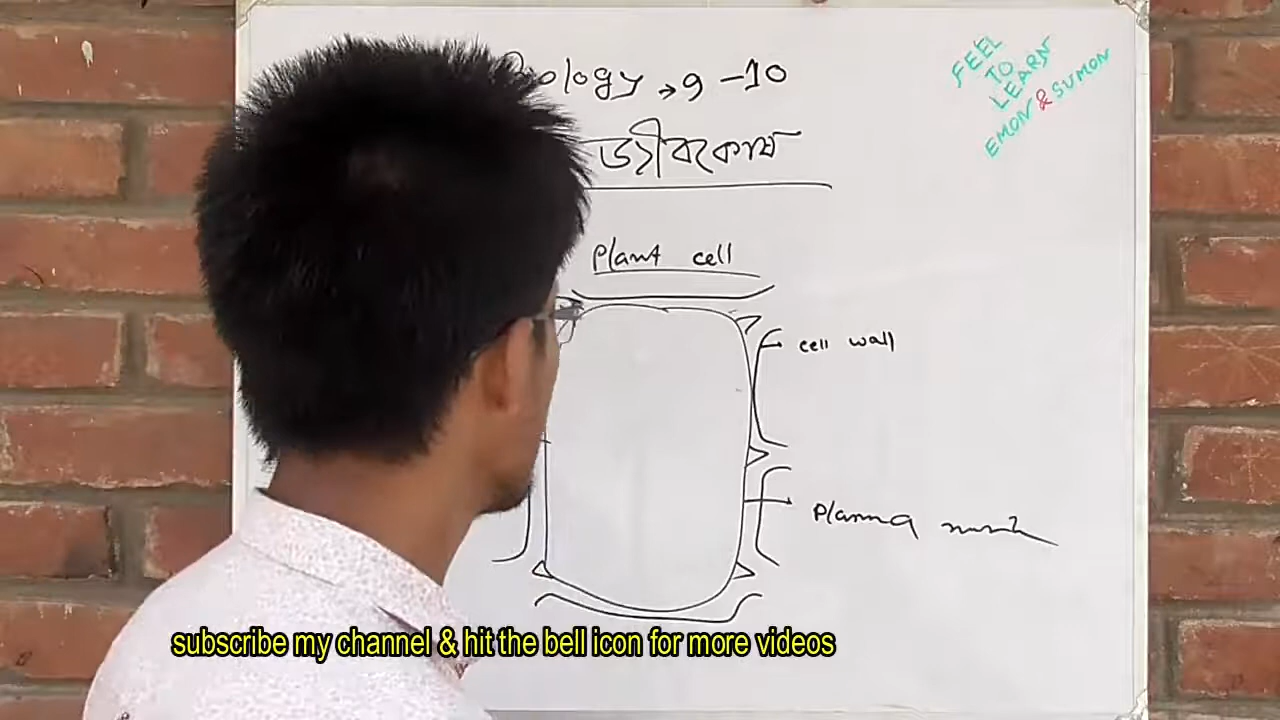 Biology → 9-10
জীবকোষ
FEEL
TO
LEARN
EMON & SUMON
Plant cell
cell wall
Plasma
subscribe my channel & hit the bell icon for more videos